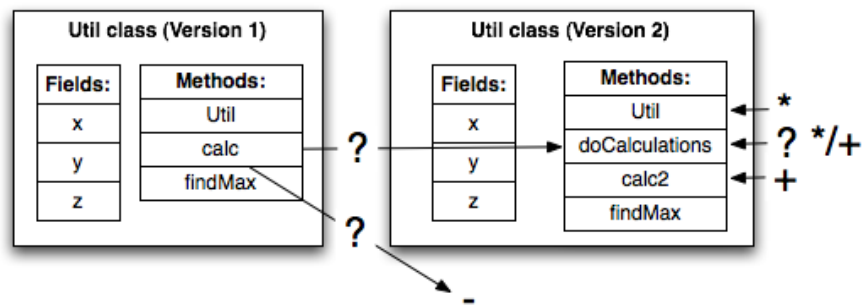 Util class (Version 1)
Fields:
x
y
z
Methods:
Util
calc
findMax
?
?
-
Util class (Version 2)
Fields:
x
y
z
Methods:
Util
doCalculations
calc2
findMax
*
? */+
+